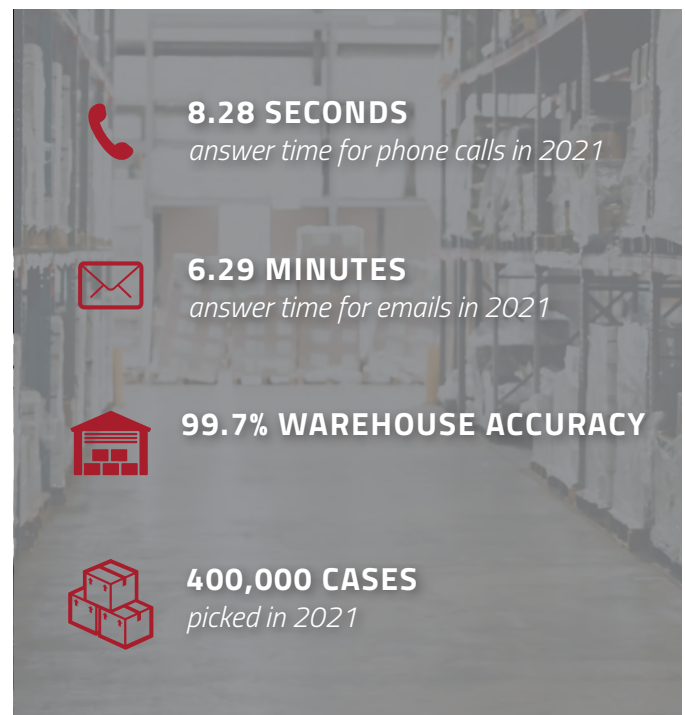 8.28 SECONDS
answer time for phone calls in 2021
6.29 MINUTES
answer time for emails in 2021
99.7% WAREHOUSE ACCURACY
400,000 CASES
picked in 2021